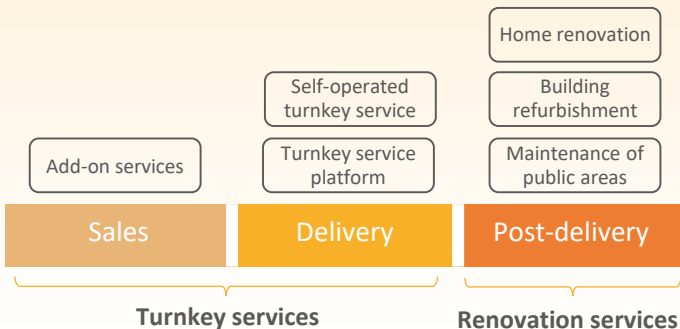 Home renovation
Self-operated
turnkey service
Building
refurbishment
Add-on services
Turnkey service
platform
Maintenance of
public areas
Sales
Delivery
Post-delivery
Turnkey services
Renovation services